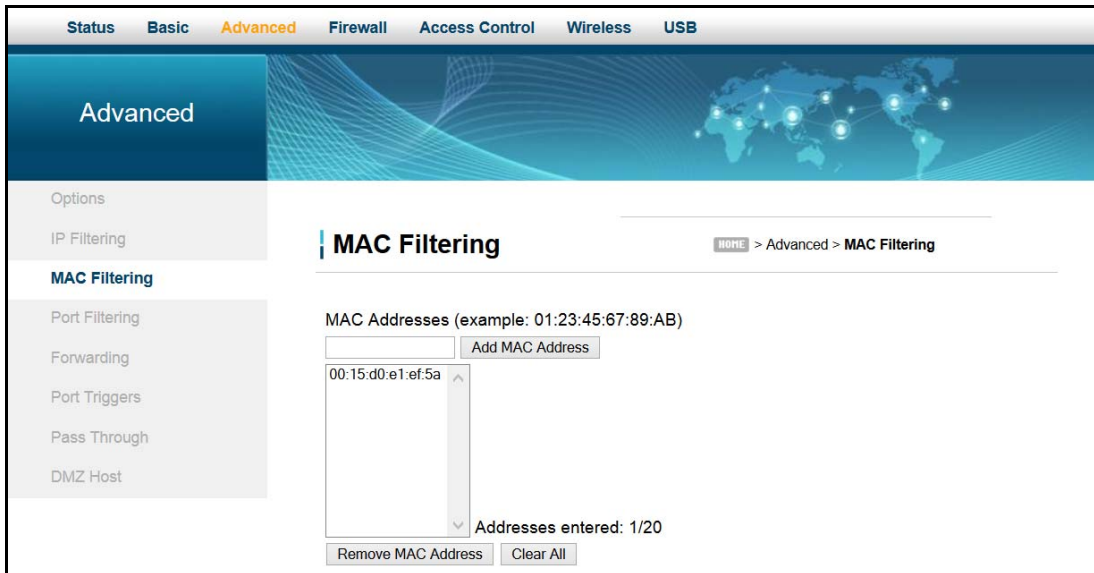 Status Basic Advanced Firewall Access Control Wireless USB
Advanced
Options
IP Filtering
MAC Filtering
Port Filtering
Forwarding
Port Triggers
Pass Through
DMZ Host
MAC Filtering
HOME > Advanced > MAC Filtering
MAC Addresses (example: 01:23:45:67:89:AB)
Add MAC Address
00:15:d0:e1:ef:5a
Addresses entered: 1/20
Remove MAC Address Clear All